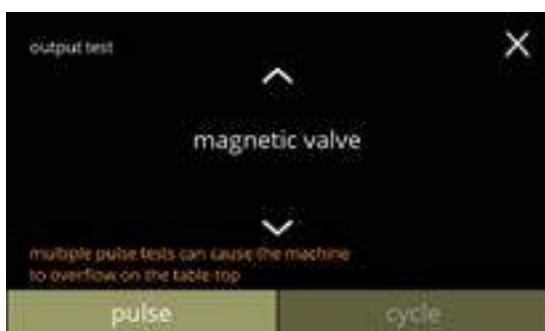 output test
magnetic valve
multiple pulse tests can cause the machine
to overflow on the table top
pulse
cycle